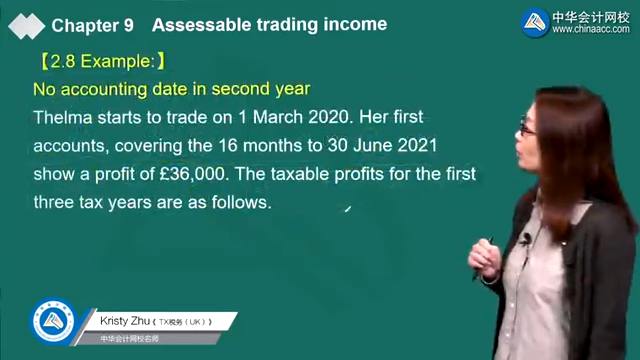 Chapter 9 Assessable trading income
中华会计网校
www.chinaacc.com
【2.8 Example:】
No accounting date in second year
Thelma starts to trade on 1 March 2020. Her first
accounts, covering the 16 months to 30 June 2021
show a profit of £36,000. The taxable profits for the first
three tax years are as follows.
Kristy Zhu（TX税务（UK））
中华会计网校名师